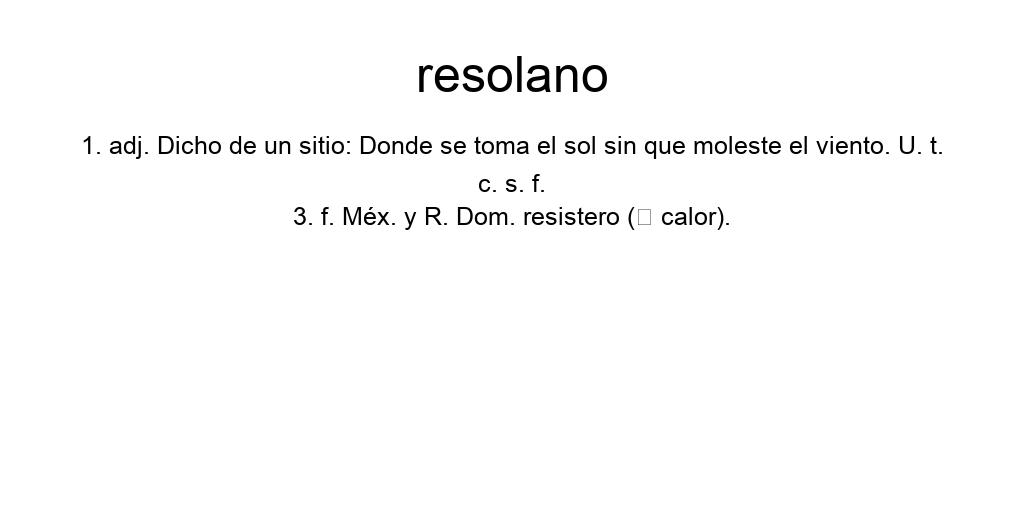 resolano
1. adj. Dicho de un sitio: Donde se toma el sol sin que moleste el viento. U. t.
c. s. f.
3. f. Méx. y R. Dom. resistero (□ calor).